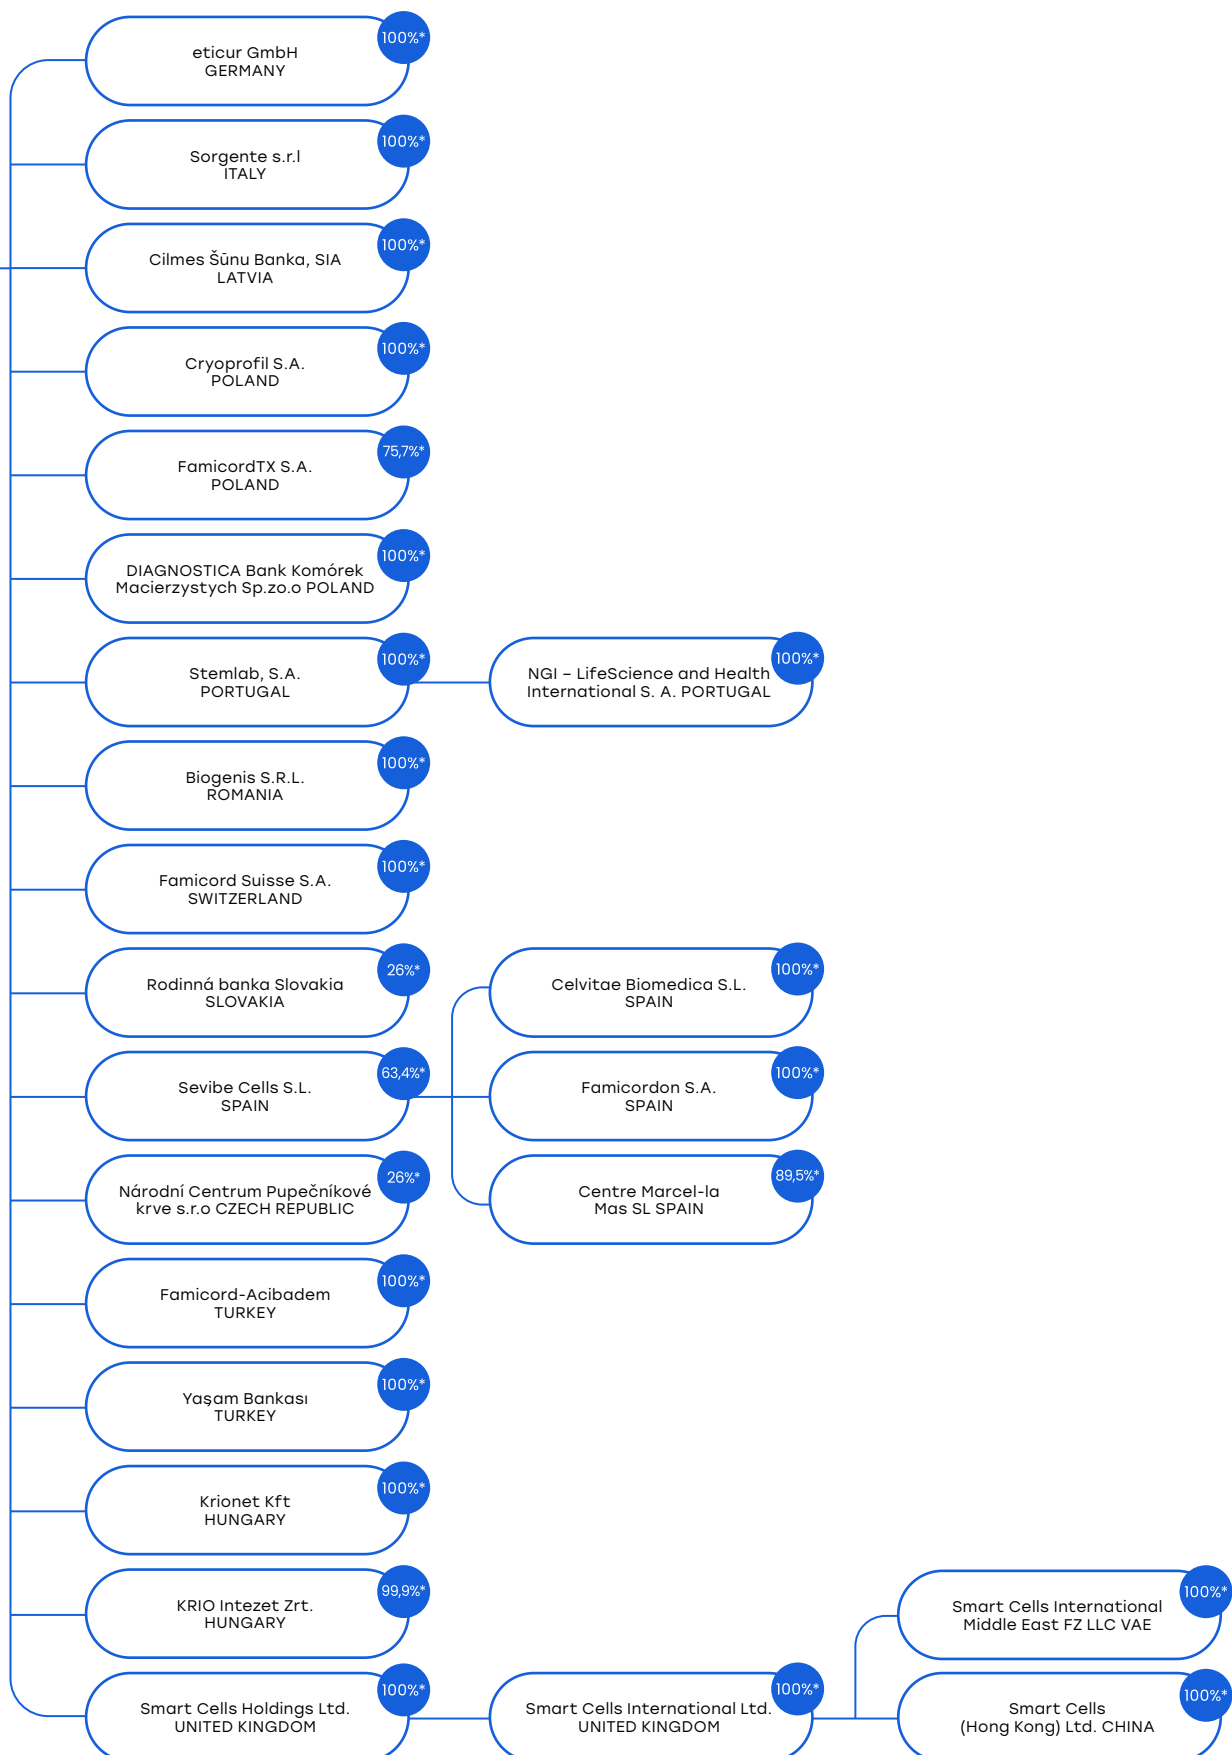 100%*
eticur GmbH
GERMANY
100%*
Sorgente s.r.l
ITALY
100%*
Cilmes Šūnu Banka, SIA
LATVIA
100%*
Cryoprofil S.A.
POLAND
75,7%*
FamicordTX S.A.
POLAND
100%*
DIAGNOSTICA Bank Komórek
Macierzystych Sp.zo.o POLAND
100%*
Stemlab, S.A.
PORTUGAL
100%*
NGI – LifeScience and Health
International S. A. PORTUGAL
100%*
Biogenis S.R.L.
ROMANIA
100%*
Famicord Suisse S.A.
SWITZERLAND
26%*
Rodinná banka Slovakia
SLOVAKIA
100%*
Celvitae Biomedica S.L.
SPAIN
63,4%*
Sevibe Cells S.L.
SPAIN
100%*
Famicordon S.A.
SPAIN
26%*
Národní Centrum Pupečníkové
krve s.r.o CZECH REPUBLIC
89,5%*
Centre Marcel-la
Mas SL SPAIN
100%*
Famicord-Acibadem
TURKEY
100%*
Yaşam Bankası
TURKEY
100%*
Krionet Kft
HUNGARY
99,9%*
KRIO Intezet Zrt.
HUNGARY
100%*
Smart Cells International
Middle East FZ LLC VAE
100%*
Smart Cells Holdings Ltd.
UNITED KINGDOM
100%*
Smart Cells International Ltd.
UNITED KINGDOM
100%*
Smart Cells
(Hong Kong) Ltd. CHINA